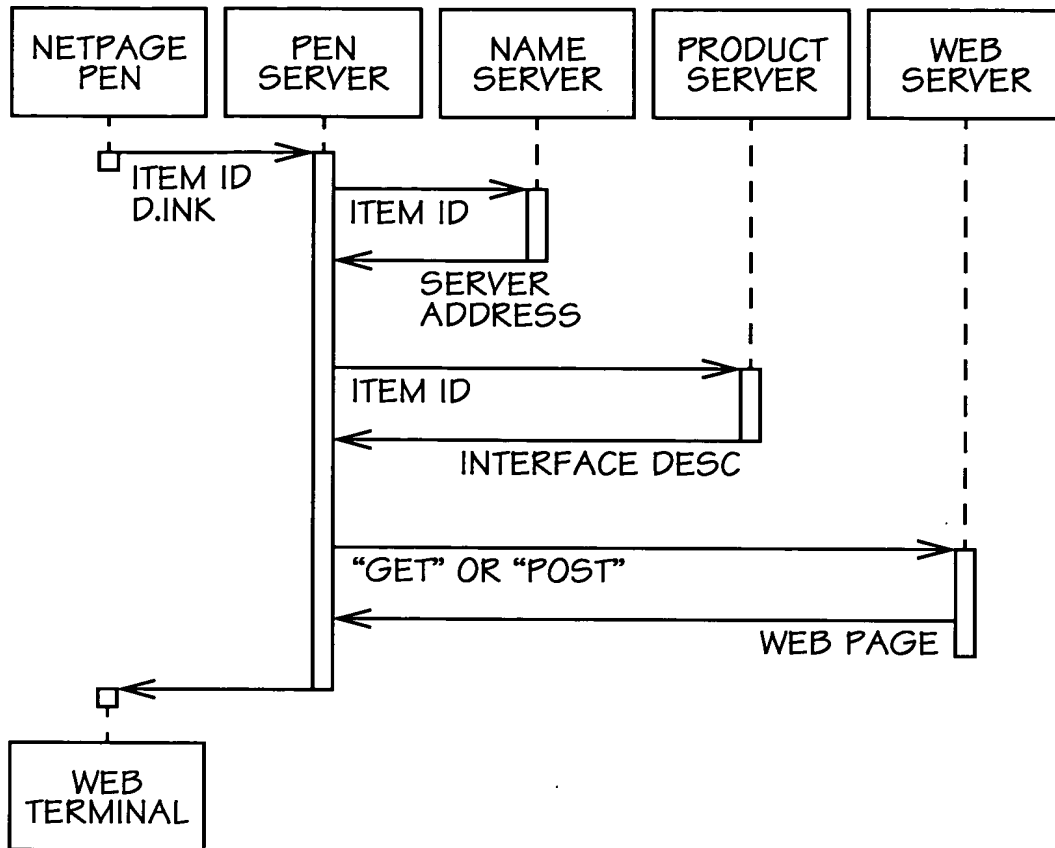 NETPAGE
PEN
PEN
SERVER
NAME
SERVER
PRODUCT
SERVER
WEB
SERVER
ITEM ID
D.INK
ITEM ID
SERVER
ADDRESS
ITEM ID
INTERFACE DESC
“GET” OR “POST”
WEB PAGE
WEB
TERMINAL